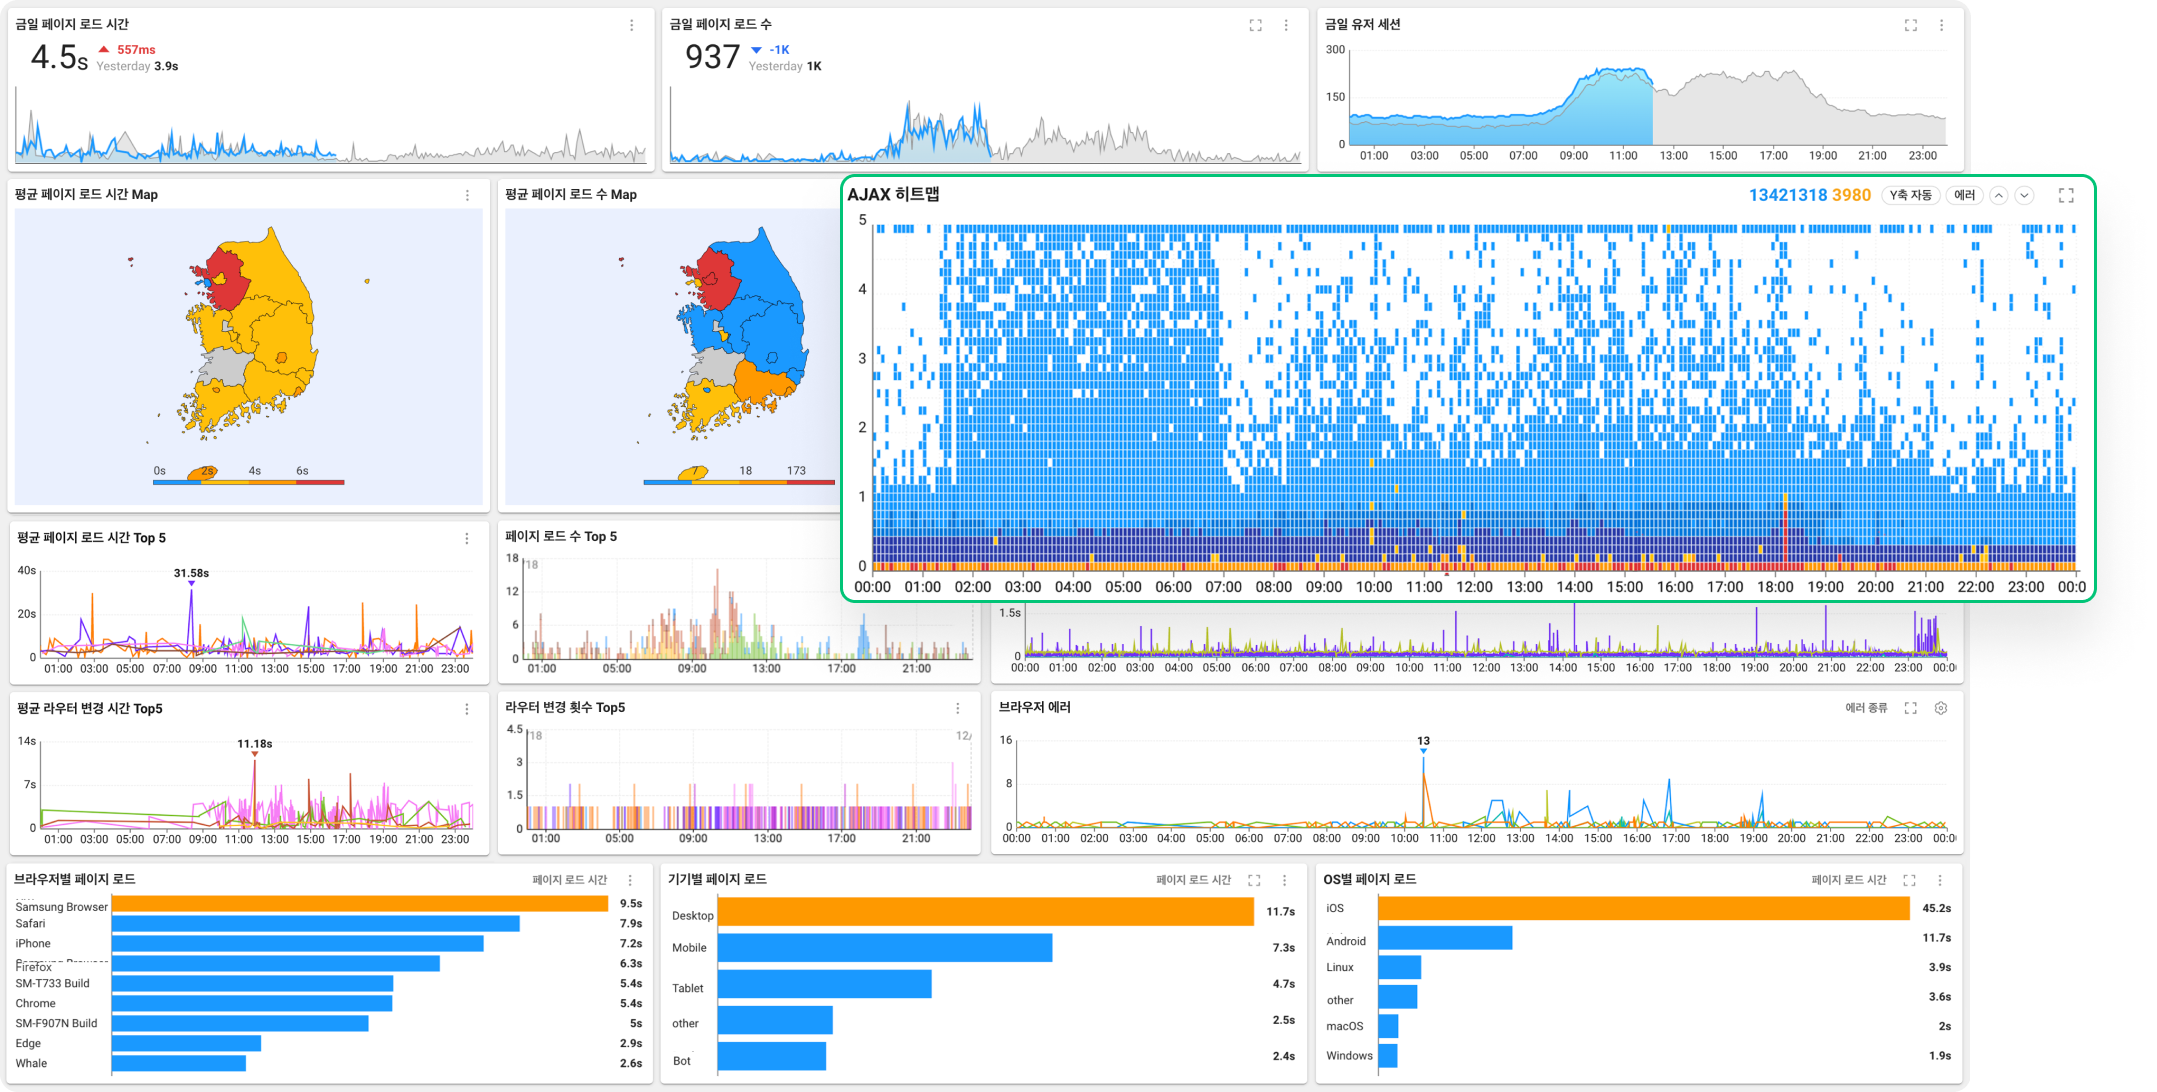 금일 페이지 로드 시간
4.5s
557ms
Yesterday 3.9s
금일 페이지 로드 수
937
-1K
Yesterday 1K
금일 유저 세션
300
150
0
01:00 03:00 05:00 07:00 09:00 11:00 13:00 15:00 17:00 19:00 21:00 23:00
평균 페이지 로드 시간 Map
0s 2s 4s 6s
평균 페이지 로드 수 Map
7 18 173
AJAX 히트맵
13421318 3980 Y축 자동 에러
5
4
3
2
1
0
00:00 01:00 02:00 03:00 04:00 05:00 06:00 07:00 08:00 09:00 10:00 11:00 12:00 13:00 14:00 15:00 16:00 17:00 18:00 19:00 20:00 21:00 22:00 23:00 00:0
평균 페이지 로드 시간 Top 5
31.58s
40s
20s
0
01:00 03:00 05:00 07:00 09:00 11:00 13:00 15:00 17:00 19:00 21:00 23:00
페이지 로드 수 Top 5
18
18
12
6
0
01:00 05:00 09:00 13:00 17:00 21:00
1.5s
0
00:00 01:00 02:00 03:00 04:00 05:00 06:00 07:00 08:00 09:00 10:00 11:00 12:00 13:00 14:00 15:00 16:00 17:00 18:00 19:00 20:00 21:00 22:00 23:00 00:0
평균 라우터 변경 시간 Top5
11.18s
14s
7s
0
01:00 03:00 05:00 07:00 09:00 11:00 13:00 15:00 17:00 19:00 21:00 23:00
라우터 변경 횟수 Top5
4.5
18 12/
3
1.5
0
01:00 05:00 09:00 13:00 17:00 21:00
브라우저 에러
에러 종류
13
16
8
0
00:00 01:00 02:00 03:00 04:00 05:00 06:00 07:00 08:00 09:00 10:00 11:00 12:00 13:00 14:00 15:00 16:00 17:00 18:00 19:00 20:00 21:00 22:00 23:00 00:0
브라우저별 페이지 로드
페이지 로드 시간
Samsung Browser 9.5s
Safari 7.9s
iPhone 7.2s
Firefox 6.3s
SM-T733 Build 5.4s
Chrome 5.4s
SM-F907N Build 5s
Edge 2.9s
Whale 2.6s
기기별 페이지 로드
페이지 로드 시간
Desktop 11.7s
Mobile 7.3s
Tablet 4.7s
other 2.5s
Bot 2.4s
OS별 페이지 로드
페이지 로드 시간
iOS 45.2s
Android 11.7s
Linux 3.9s
other 3.6s
macOS 2s
Windows 1.9s